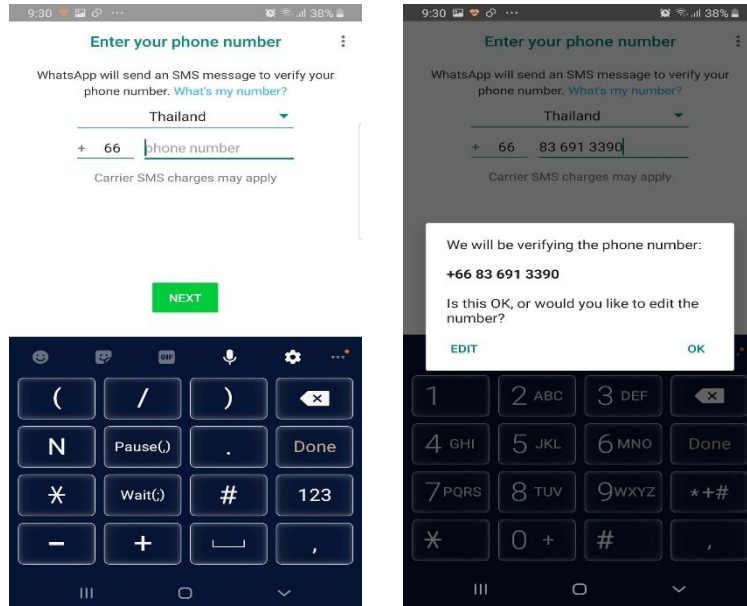 9:30 ...
38%
Enter your phone number
WhatsApp will send an SMS message to verify your
phone number. What's my number?
Thailand
+ 66 phone number
Carrier SMS charges may apply
NEXT
GIF
( / )
N Pause(,) . Done
* Wait(;) # 123
- + ,
9:30 ...
38%
Enter your phone number
WhatsApp will send an SMS message to verify your
phone number. What's my number?
Thailand
+ 66 83 691 3390
Carrier SMS charges may apply
We will be verifying the phone number:
+66 83 691 3390
Is this OK, or would you like to edit the
number?
EDIT OK
1 2 ABC 3 DEF
4 GHI 5 JKL 6 MNO Done
7 PQRS 8 TUV 9 WXYZ *+#
* 0 + # ,